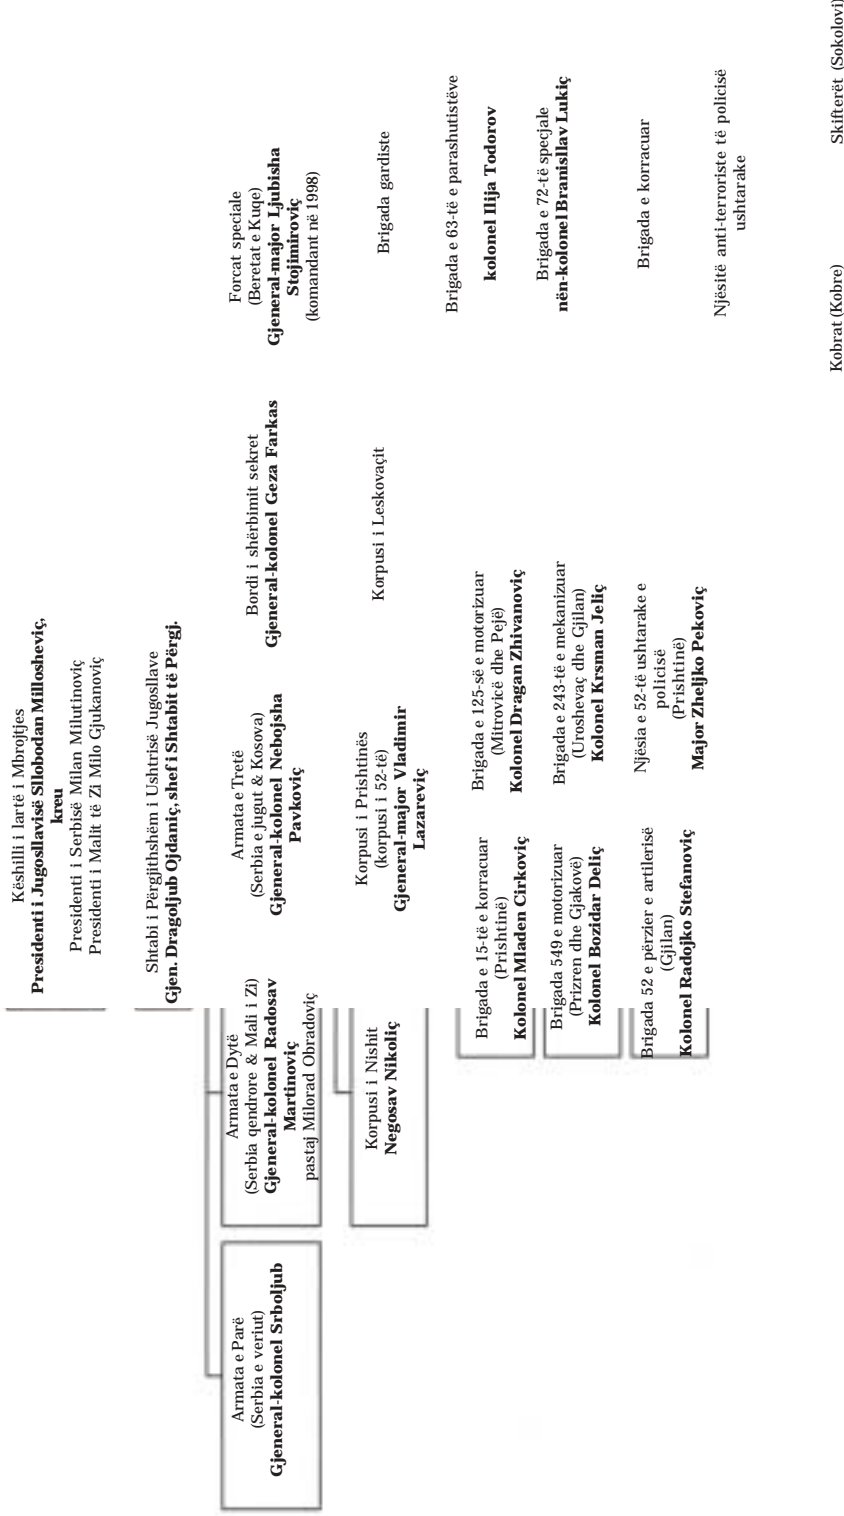 Këshilli i lartë i Mbrojtjes
Presidenti i Jugosllavisë Sllobodan Millosheviç,
kreu
Presidenti i Serbisë Milan Milutinoviç
Presidenti i Malit të Zi Milo Gjukanoviç
Shtabi i Përgjithshëm i Ushtrisë Jugosllave
Gjen. Dragoljub Ojdaniç, shef i Shtabit të Përgj.
Armata e Parë
(Serbia e veriut)
Gjeneral-kolonel Srboljub
Armata e Dytë
(Serbia qendrore & Mali i Zi)
Gjeneral-kolonel Radosav
Martinoviç
pastaj Milorad Obradoviç
Armata e Tretë
(Serbia e jugut & Kosova)
Gjeneral-kolonel Nebojsha
Pavkoviç
Bordi i shërbimit sekret
Gjeneral-kolonel Geza Farkas
Forcat speciale
(Beretat e Kuqe)
Gjeneral-major Ljubisha
Stojimiroviç
(komandant në 1998)
Korpusi i Nishit
Negosav Nikoliç
Korpusi i Prishtinës
(korpusi i 52-të)
Gjeneral-major Vladimir
Lazareviç
Korpusi i Leskovaçit
Brigada gardiste
Brigada e 15-të e korracuar
(Prishtinë)
Kolonel Mladen Cirkoviç
Brigada e 125-së e motorizuar
(Mitrovicë dhe Pejë)
Kolonel Dragan Zhivanoviç
Brigada e 63-të e parashutistëve
kolonel Ilija Todorov
Brigada 549 e motorizuar
(Prizren dhe Gjakovë)
Kolonel Bozidar Deliç
Brigada e 243-të e mekanizuar
(Uroshevaç dhe Gjilan)
Kolonel Krsman Jeliç
Brigada e 72-të specjale
nën-kolonel Branisllav Lukiç
Brigada 52 e përzier e artilerisë
(Gjilan)
Kolonel Radojko Stefanoviç
Njësia e 52-të ushtarake e
policisë
(Prishtinë)
Major Zheljko Pekoviç
Brigada e korracuar
Njësitë anti-terroriste të policisë
ushtarake
Kobrat (Kobre)
Skifterët (Sokolovi)